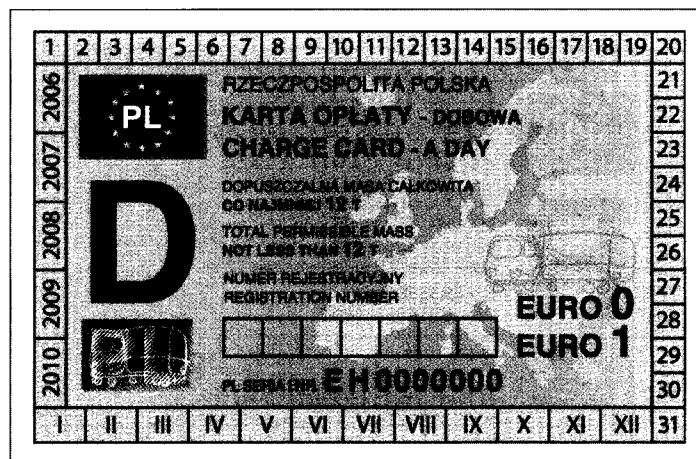 1 2 3 4 5 6 7 8 9 10 11 12 13 14 15 16 17 18 19 20
21
22
23
24
25
26
27
28
29
30
31
2006
2007
2008
2009
2010
PL
RZECZPOSPOLITA POLSKA
KARTA OPŁATY - DOBOWA
CHARGE CARD - A DAY
D
DOPUSZCZALNA MASA CAŁKOWITA
CO NAJMNIEJ 12 T
TOTAL PERMISSIBLE MASS
NOT LESS THAN 12 T
NUMER REJESTRACYJNY
REGISTRATION NUMBER
EURO 0
EURO 1
PL SERIA I NR. EH0000000
I II III IV V VI VII VIII IX X XI XII